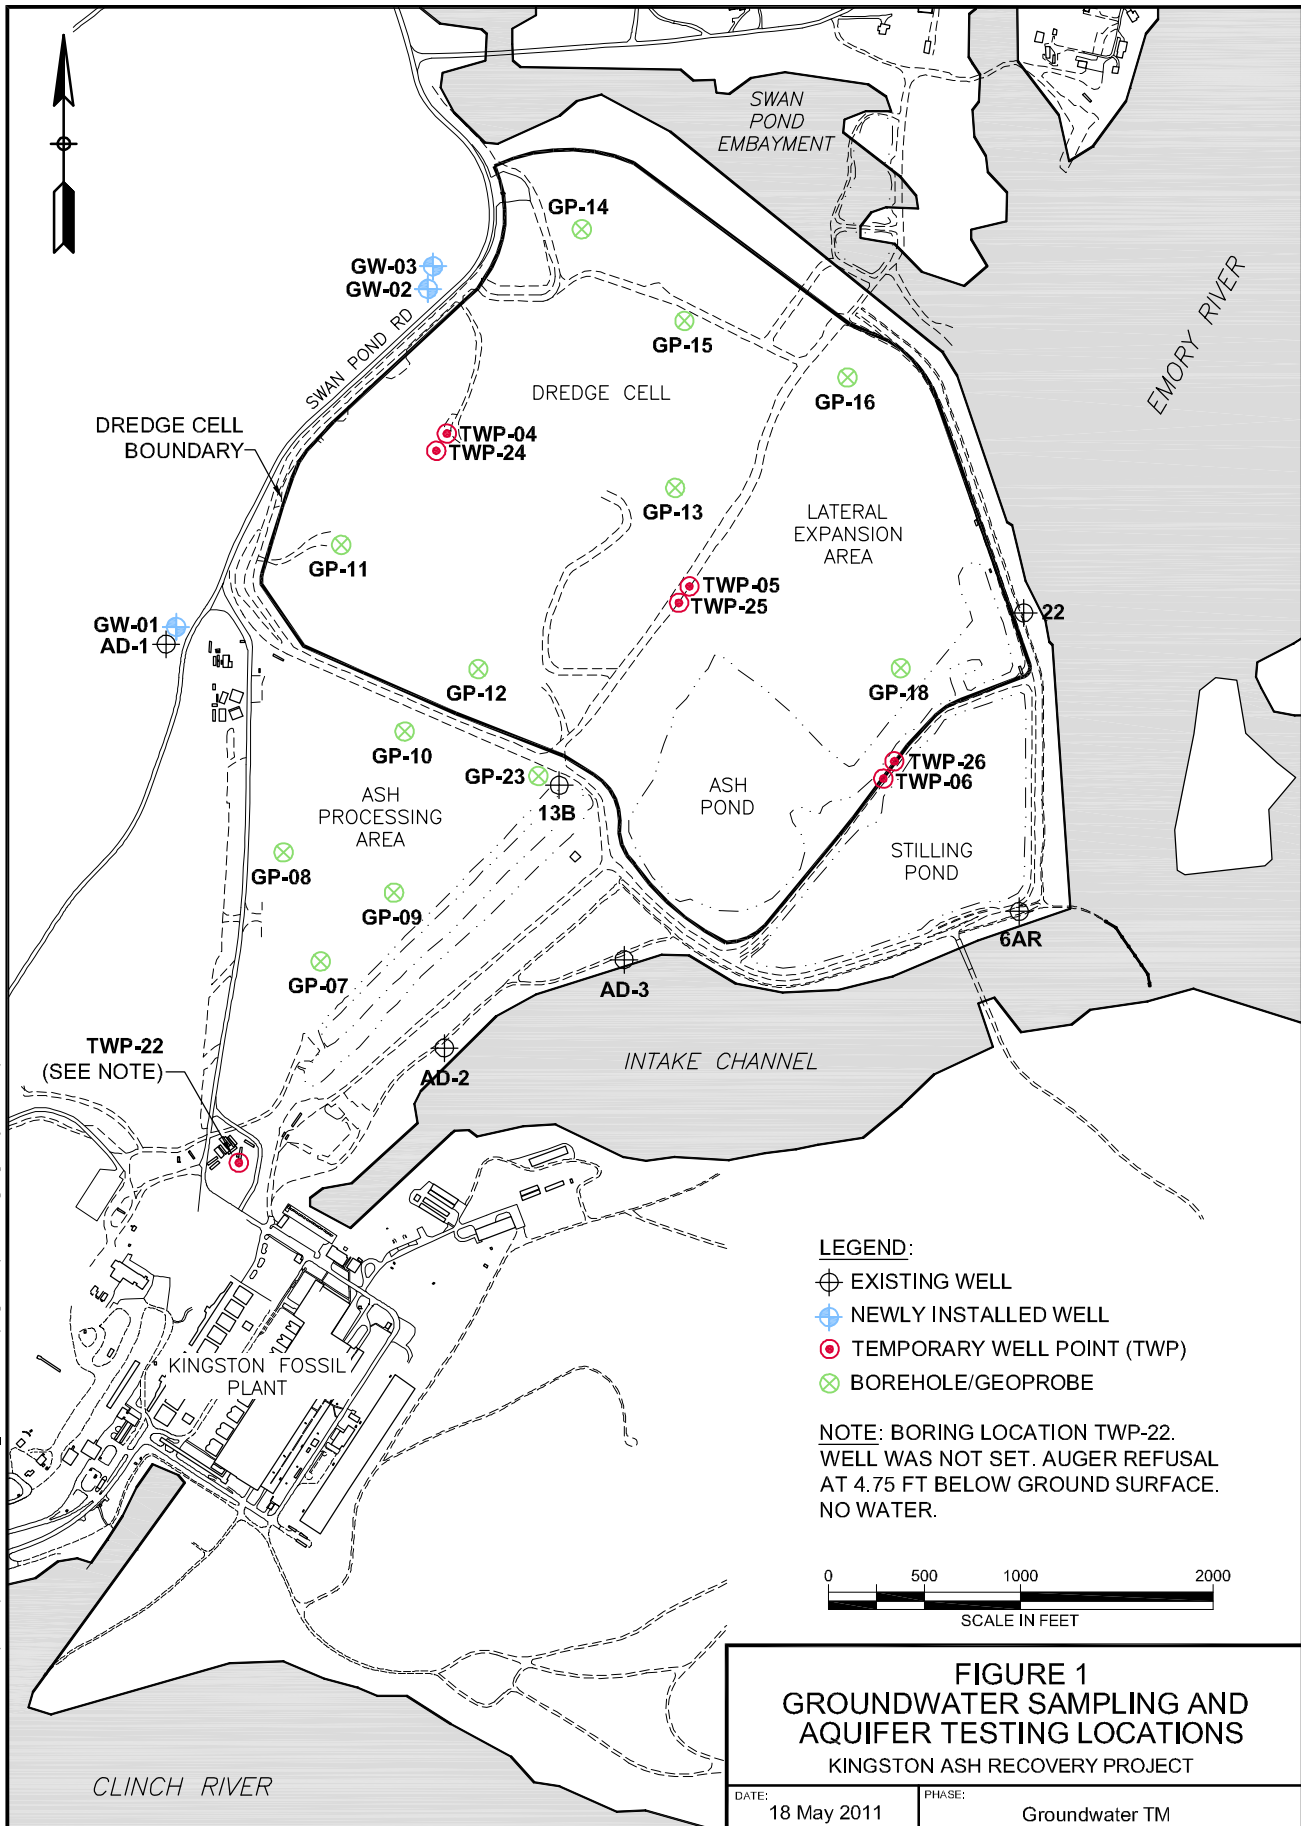 SWAN
POND
EMBAYMENT
GP-14
GW-03
GW-02
SWAN POND RD
EMORY RIVER
GP-15
DREDGE CELL
GP-16
DREDGE CELL
BOUNDARY
TWP-04
TWP-24
GP-13
LATERAL
EXPANSION
AREA
GP-11
TWP-05
TWP-25
GW-01
AD-1
22
GP-12
GP-18
GP-10
GP-23
13B
TWP-26
TWP-06
ASH
POND
ASH
PROCESSING
AREA
STILLING
POND
GP-08
GP-09
6AR
GP-07
AD-3
TWP-22
(SEE NOTE)
INTAKE CHANNEL
AD-2
KINGSTON FOSSIL
PLANT
LEGEND:
EXISTING WELL
NEWLY INSTALLED WELL
TEMPORARY WELL POINT (TWP)
BOREHOLE/GEOPROBE
NOTE: BORING LOCATION TWP-22.
WELL WAS NOT SET. AUGER REFUSAL
AT 4.75 FT BELOW GROUND SURFACE.
NO WATER.
0 500 1000 2000
SCALE IN FEET
CLINCH RIVER
FIGURE 1
GROUNDWATER SAMPLING AND
AQUIFER TESTING LOCATIONS
KINGSTON ASH RECOVERY PROJECT
DATE:
18 May 2011
PHASE:
Groundwater TM